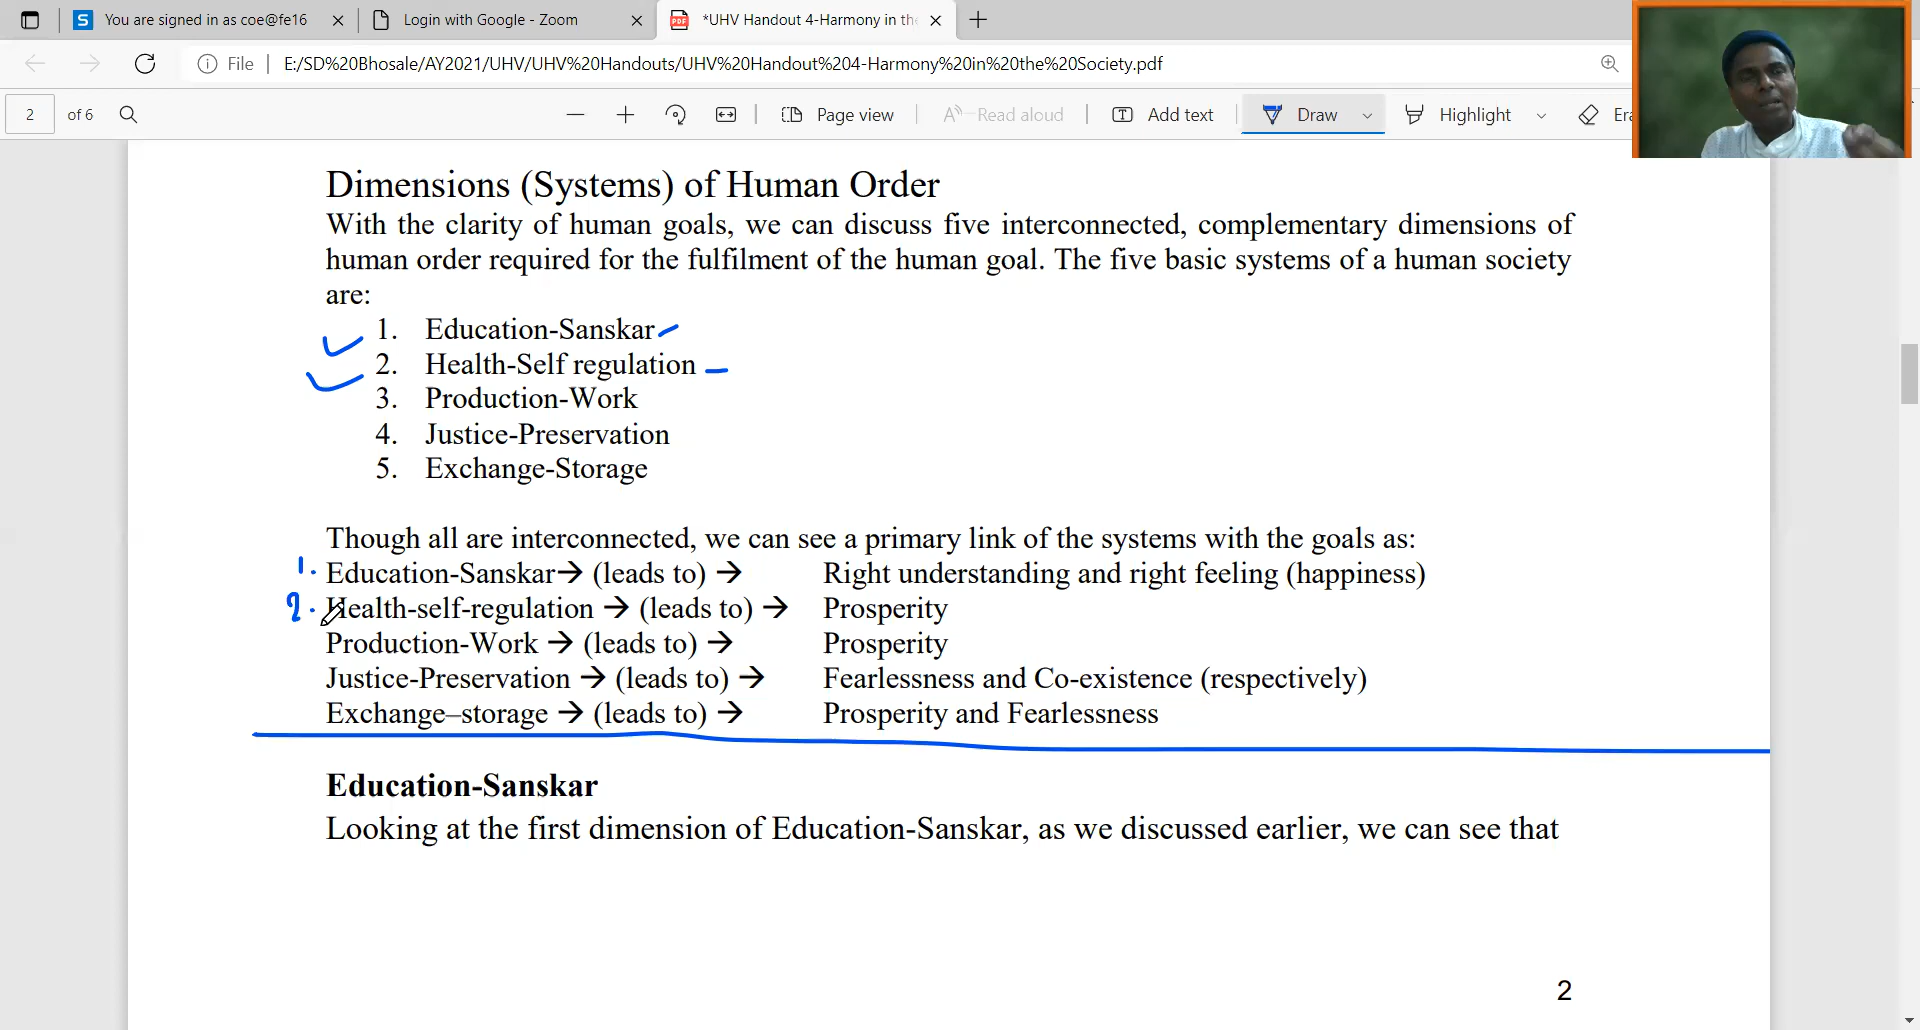 You are signed in as coe@fe16
Login with Google - Zoom
*UHV Handout 4-Harmony in the
File
E:/SD%20Bhosale/AY2021/UHV/UHV%20Handouts/UHV%20Handout%204-Harmony%20in%20the%20Society.pdf
2 of 6
Page view
Read aloud
Add text
Draw
Highlight
Era
Dimensions (Systems) of Human Order
With the clarity of human goals, we can discuss five interconnected, complementary dimensions of
human order required for the fulfilment of the human goal. The five basic systems of a human society
are:
1. Education-Sanskar
2. Health-Self regulation
3. Production-Work
4. Justice-Preservation
5. Exchange-Storage
Though all are interconnected, we can see a primary link of the systems with the goals as:
1. Education-Sanskar→ (leads to) → Right understanding and right feeling (happiness)
2. Health-self-regulation → (leads to) → Prosperity
Production-Work → (leads to) → Prosperity
Justice-Preservation → (leads to) → Fearlessness and Co-existence (respectively)
Exchange–storage → (leads to) → Prosperity and Fearlessness
Education-Sanskar
Looking at the first dimension of Education-Sanskar, as we discussed earlier, we can see that
2